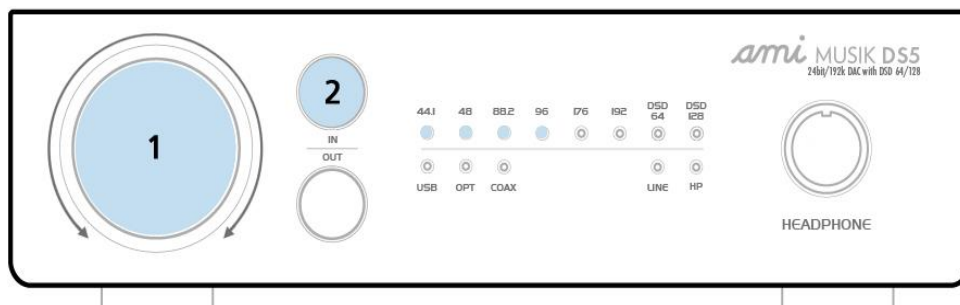 ami MUSIK DS5
24bit/192k DAC with DSD 64/128
1
2
IN
OUT
44.1 48 88.2 96 176 192 DSD 64 DSD 128
USB OPT COAX LINE HP
HEADPHONE